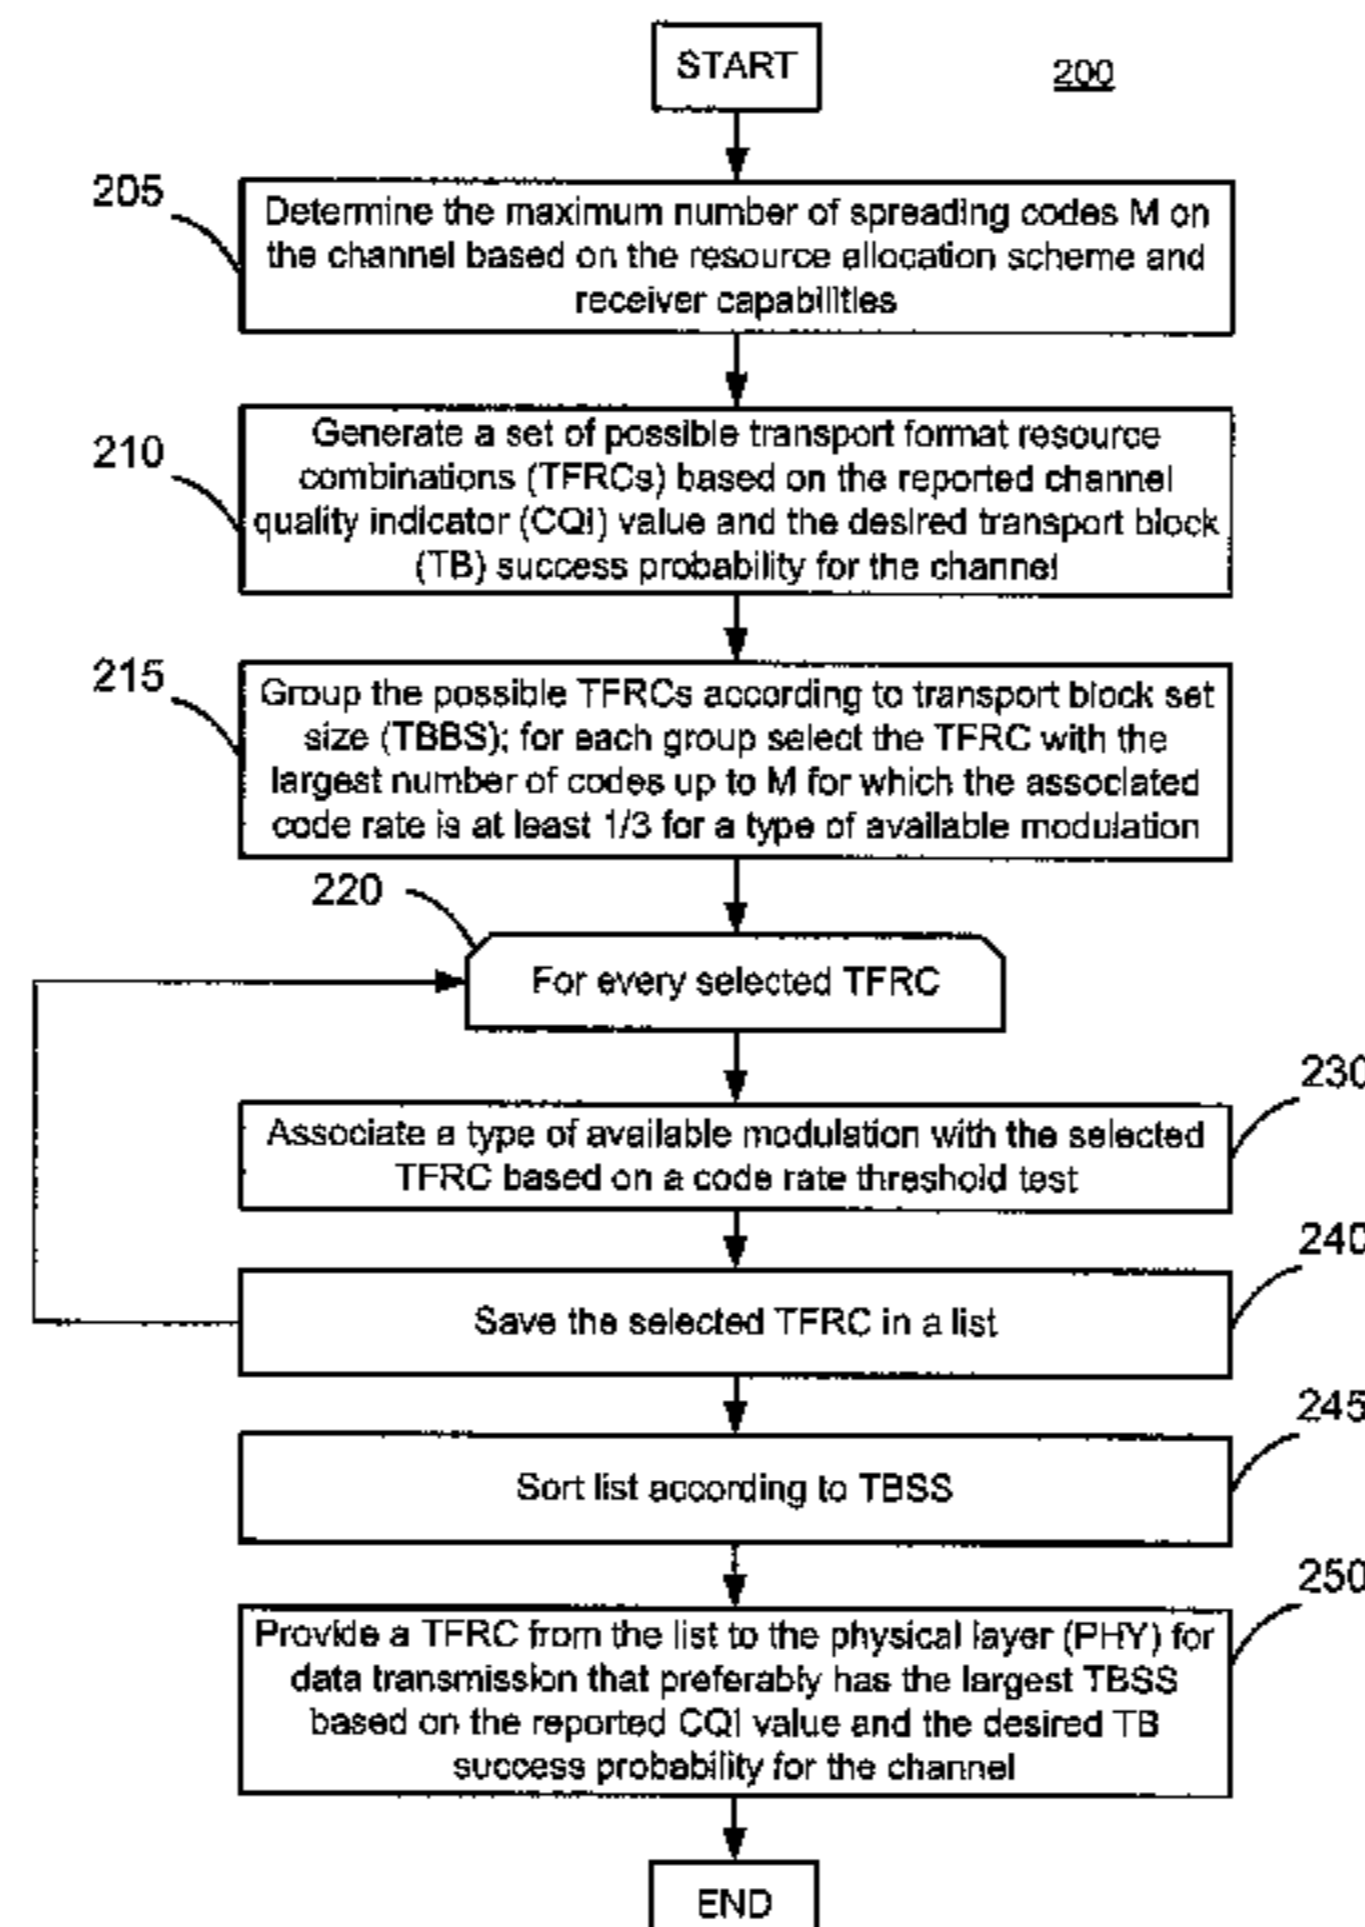 START
200
205
Determine the maximum number of spreading codes M on
the channel based on the resource allocation scheme and
receiver capabilities
210
Generate a set of possible transport format resource
combinations (TFRCs) based on the reported channel
quality indicator (CQI) value and the desired transport block
(TB) success probability for the channel
215
Group the possible TFRCs according to transport block set
size (TBBS); for each group select the TFRC with the
largest number of codes up to M for which the associated
code rate is at least 1/3 for a type of available modulation
220
For every selected TFRC
230
Associate a type of available modulation with the selected
TFRC based on a code rate threshold test
240
Save the selected TFRC in a list
245
Sort list according to TBSS
250
Provide a TFRC from the list to the physical layer (PHY) for
data transmission that preferably has the largest TBSS
based on the reported CQI value and the desired TB
success probability for the channel
END